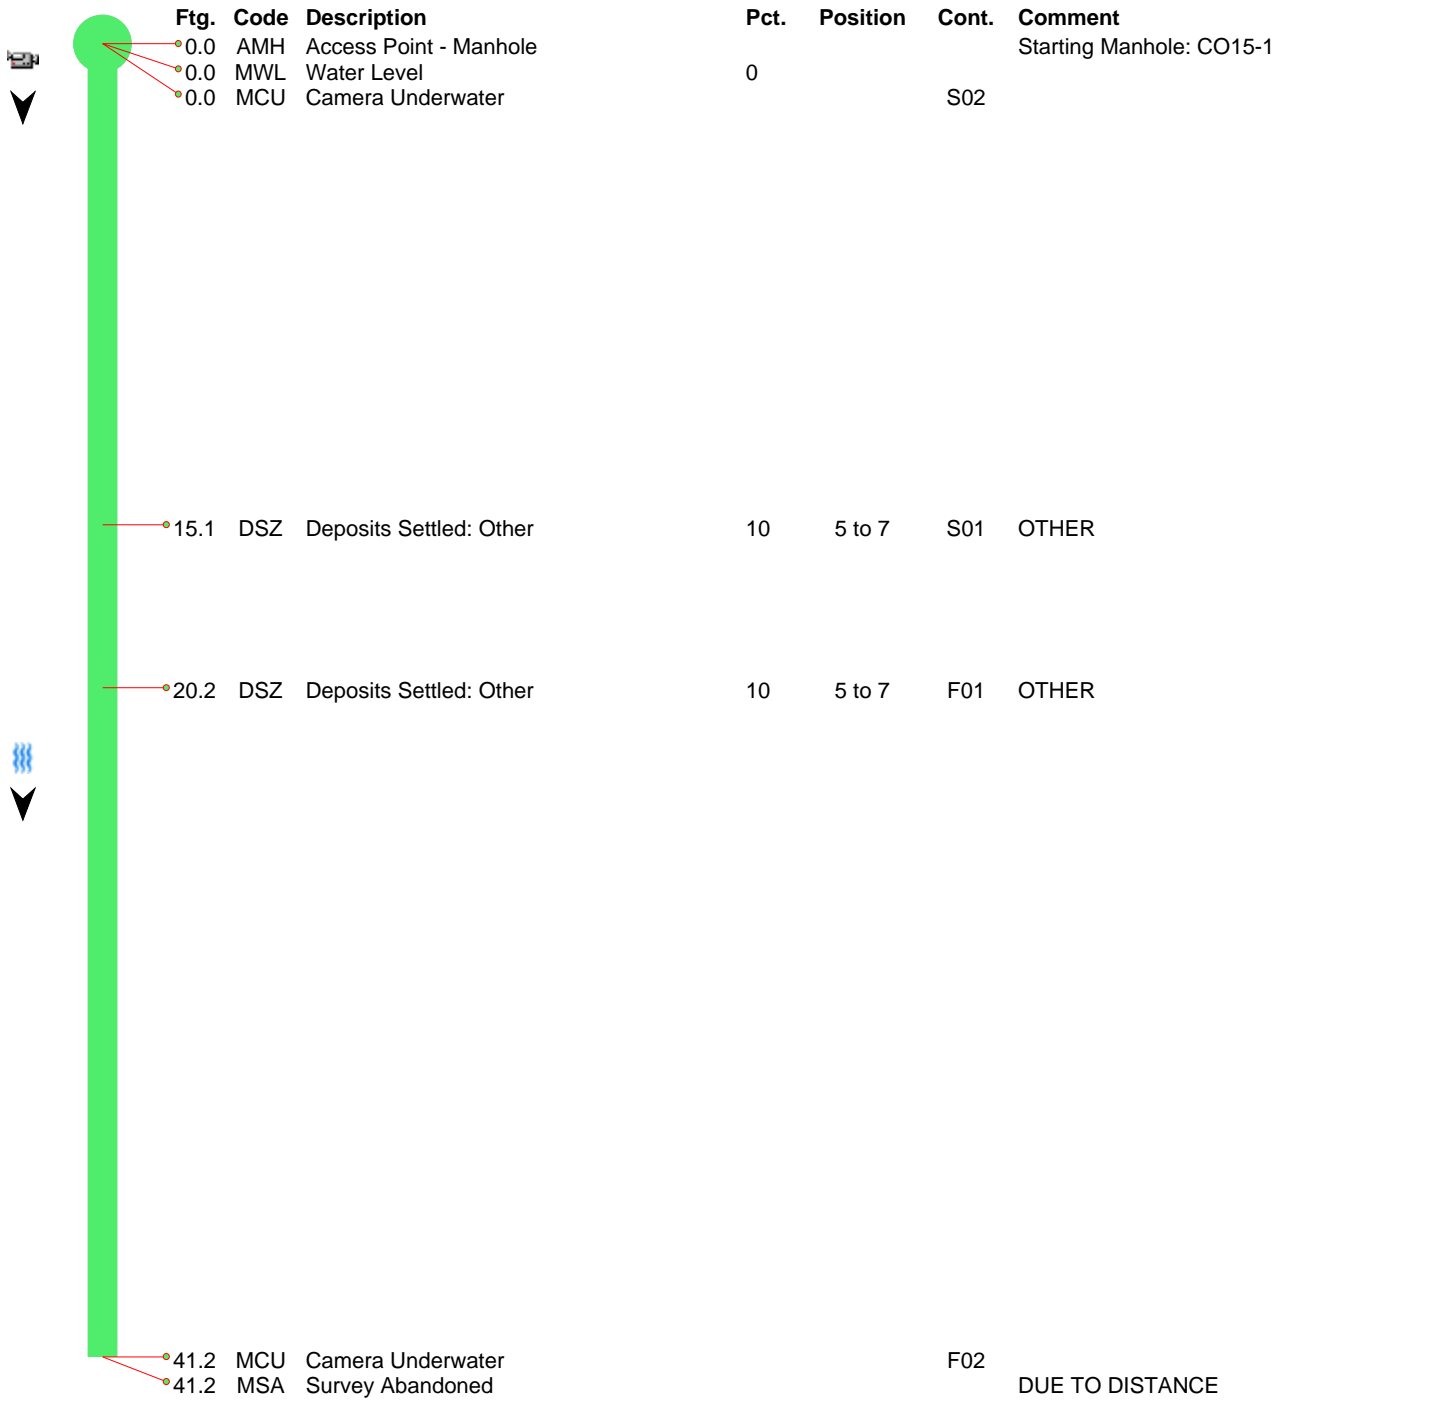 Ftg. Code Description Pct. Position Cont. Comment
0.0 AMH Access Point - Manhole Starting Manhole: CO15-1
0.0 MWL Water Level 0
0.0 MCU Camera Underwater S02
15.1 DSZ Deposits Settled: Other 10 5 to 7 S01 OTHER
20.2 DSZ Deposits Settled: Other 10 5 to 7 F01 OTHER
41.2 MCU Camera Underwater F02
41.2 MSA Survey Abandoned DUE TO DISTANCE